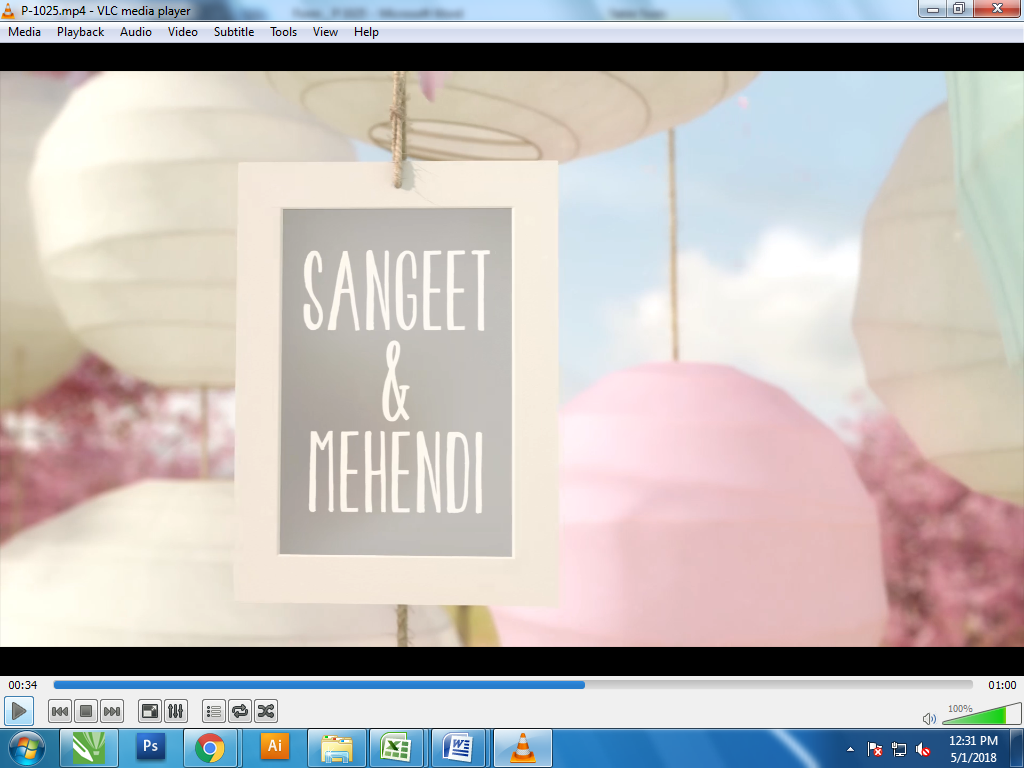 P-1025.mp4 - VLC media player
Media Playback Audio Video Subtitle Tools View Help
SANGEET
&
MEHENDI
00:34 01:00
100%
Ps Ai
12:31 PM
5/1/2018